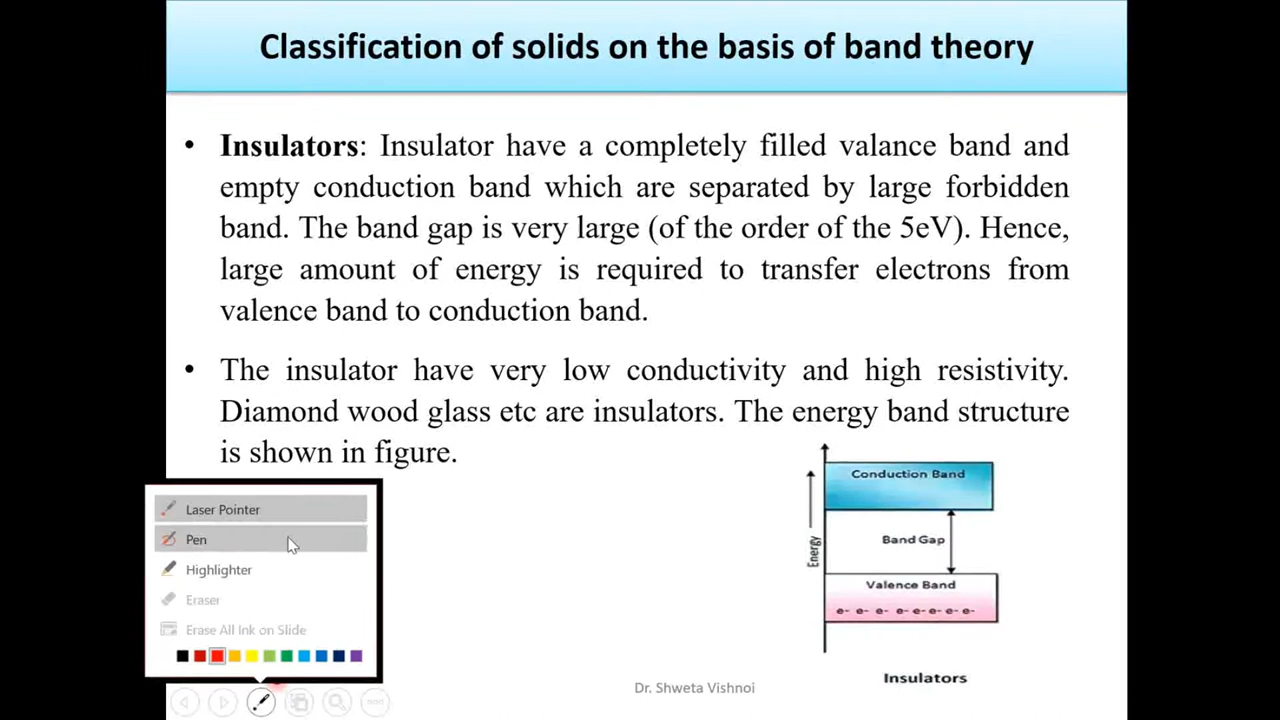 Classification of solids on the basis of band theory
• Insulators: Insulator have a completely filled valance band and
empty conduction band which are separated by large forbidden
band. The band gap is very large (of the order of the 5eV). Hence,
large amount of energy is required to transfer electrons from
valence band to conduction band.
• The insulator have very low conductivity and high resistivity.
Diamond wood glass etc are insulators. The energy band structure
is shown in figure.
Conduction Band
Energy
Band Gap
Valence Band
e- e- e- e- e- e- e- e-
Insulators
Laser Pointer
Pen
Highlighter
Eraser
Erase All Ink on Slide
Dr. Shweta Vishnoi